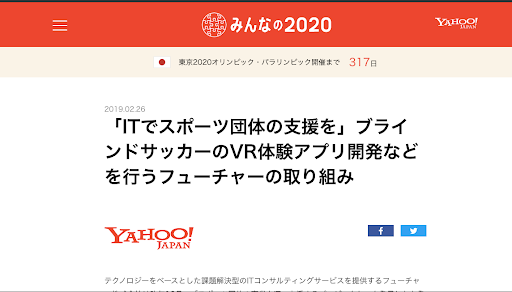 みんなの2020
YAHOO!
JAPAN
東京2020オリンピック・パラリンピック開催まで 317日
2019.02.26
「ITでスポーツ団体の支援を」ブライ
ンドサッカーのVR体験アプリ開発など
を行うフューチャーの取り組み
YAHOO!
JAPAN
テクノロジーをベースとした課題解決型のITコンサルティングサービスを提供するフューチャ